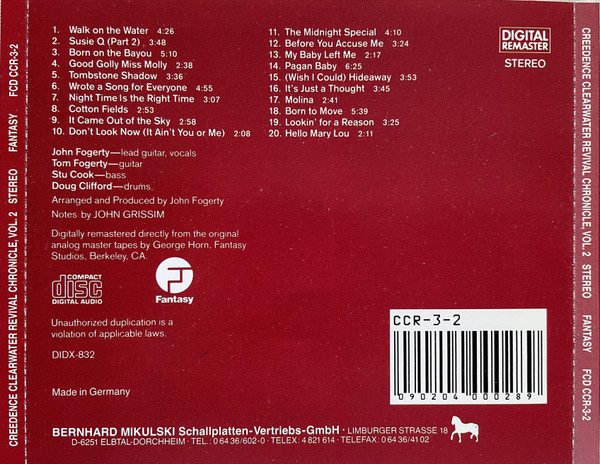 CREEDENCE CLEARWATER REVIVAL CHRONICLE, VOL. 2 STEREO FANTASY FCD CCR-3-2
1. Walk on the Water 4:26
2. Susie Q (Part 2) 3:48
3. Born on the Bayou 5:10
4. Good Golly Miss Molly 2:38
5. Tombstone Shadow 3:36
6. Wrote a Song for Everyone 4:55
7. Night Time Is the Right Time 3:07
8. Cotton Fields 2:53
9. It Came Out of the Sky 2:58
10. Don't Look Now (It Ain't You or Me) 2:08
11. The Midnight Special 4:10
12. Before You Accuse Me 3:24
13. My Baby Left Me 2:17
14. Pagan Baby 6:25
15. (Wish I Could) Hideaway 3:53
16. It's Just a Thought 3:45
17. Molina 2:41
18. Born to Move 5:39
19. Lookin' for a Reason 3:25
20. Hello Mary Lou 2:11
DIGITAL
REMASTER
STEREO
John Fogerty—lead guitar, vocals
Tom Fogerty—guitar
Stu Cook—bass
Doug Clifford—drums
Arranged and Produced by John Fogerty
Notes by JOHN GRISSIM
Digitally remastered directly from the original
analog master tapes by George Horn, Fantasy
Studios, Berkeley, CA.
COMPACT
disc
DIGITAL AUDIO
Fantasy
Unauthorized duplication is a
violation of applicable laws.
DIDX-832
Made in Germany
CCR-3-2
090204000289
BERNHARD MIKULSKI Schallplatten-Vertriebs-GmbH • LIMBURGER STRASSE 18
D-6251 ELBTAL-DORCHHEIM · TEL.: 0 64 36/602-0 · TELEX: 4 821 614 · TELEFAX: 0 64 36/41 02
CREEDENCE CLEARWATER REVIVAL CHRONICLE, VOL. 2 STEREO FANTASY FCD CCR-3-2